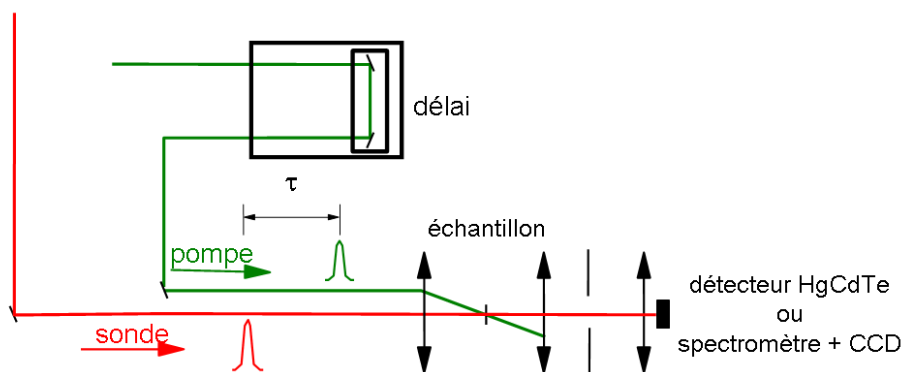 délai
τ
échantillon
pompe
sonde
détecteur HgCdTe
ou
spectromètre + CCD